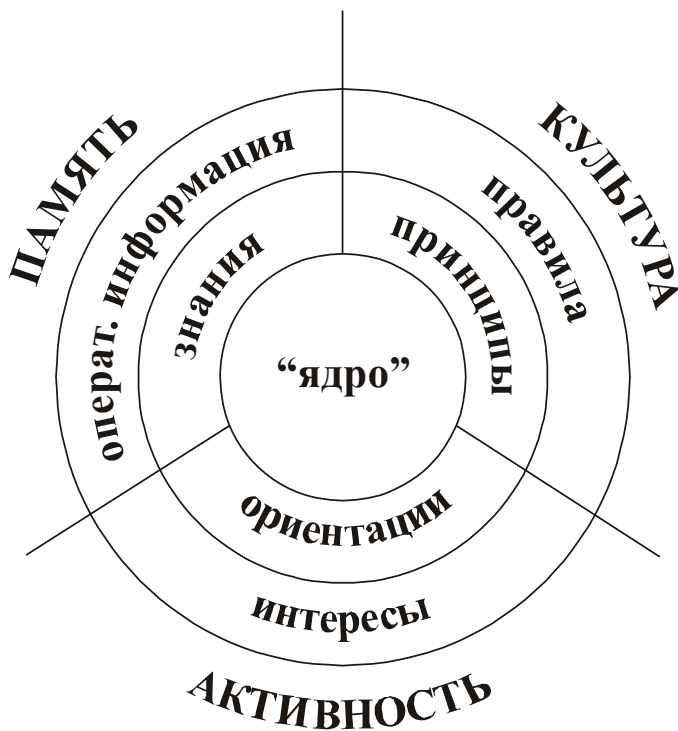 ПАМЯТЬ
КУЛЬТУРА
операт. информация
правила
знания
принципы
“ядро”
ориентации
интересы
АКТИВНОСТЬ